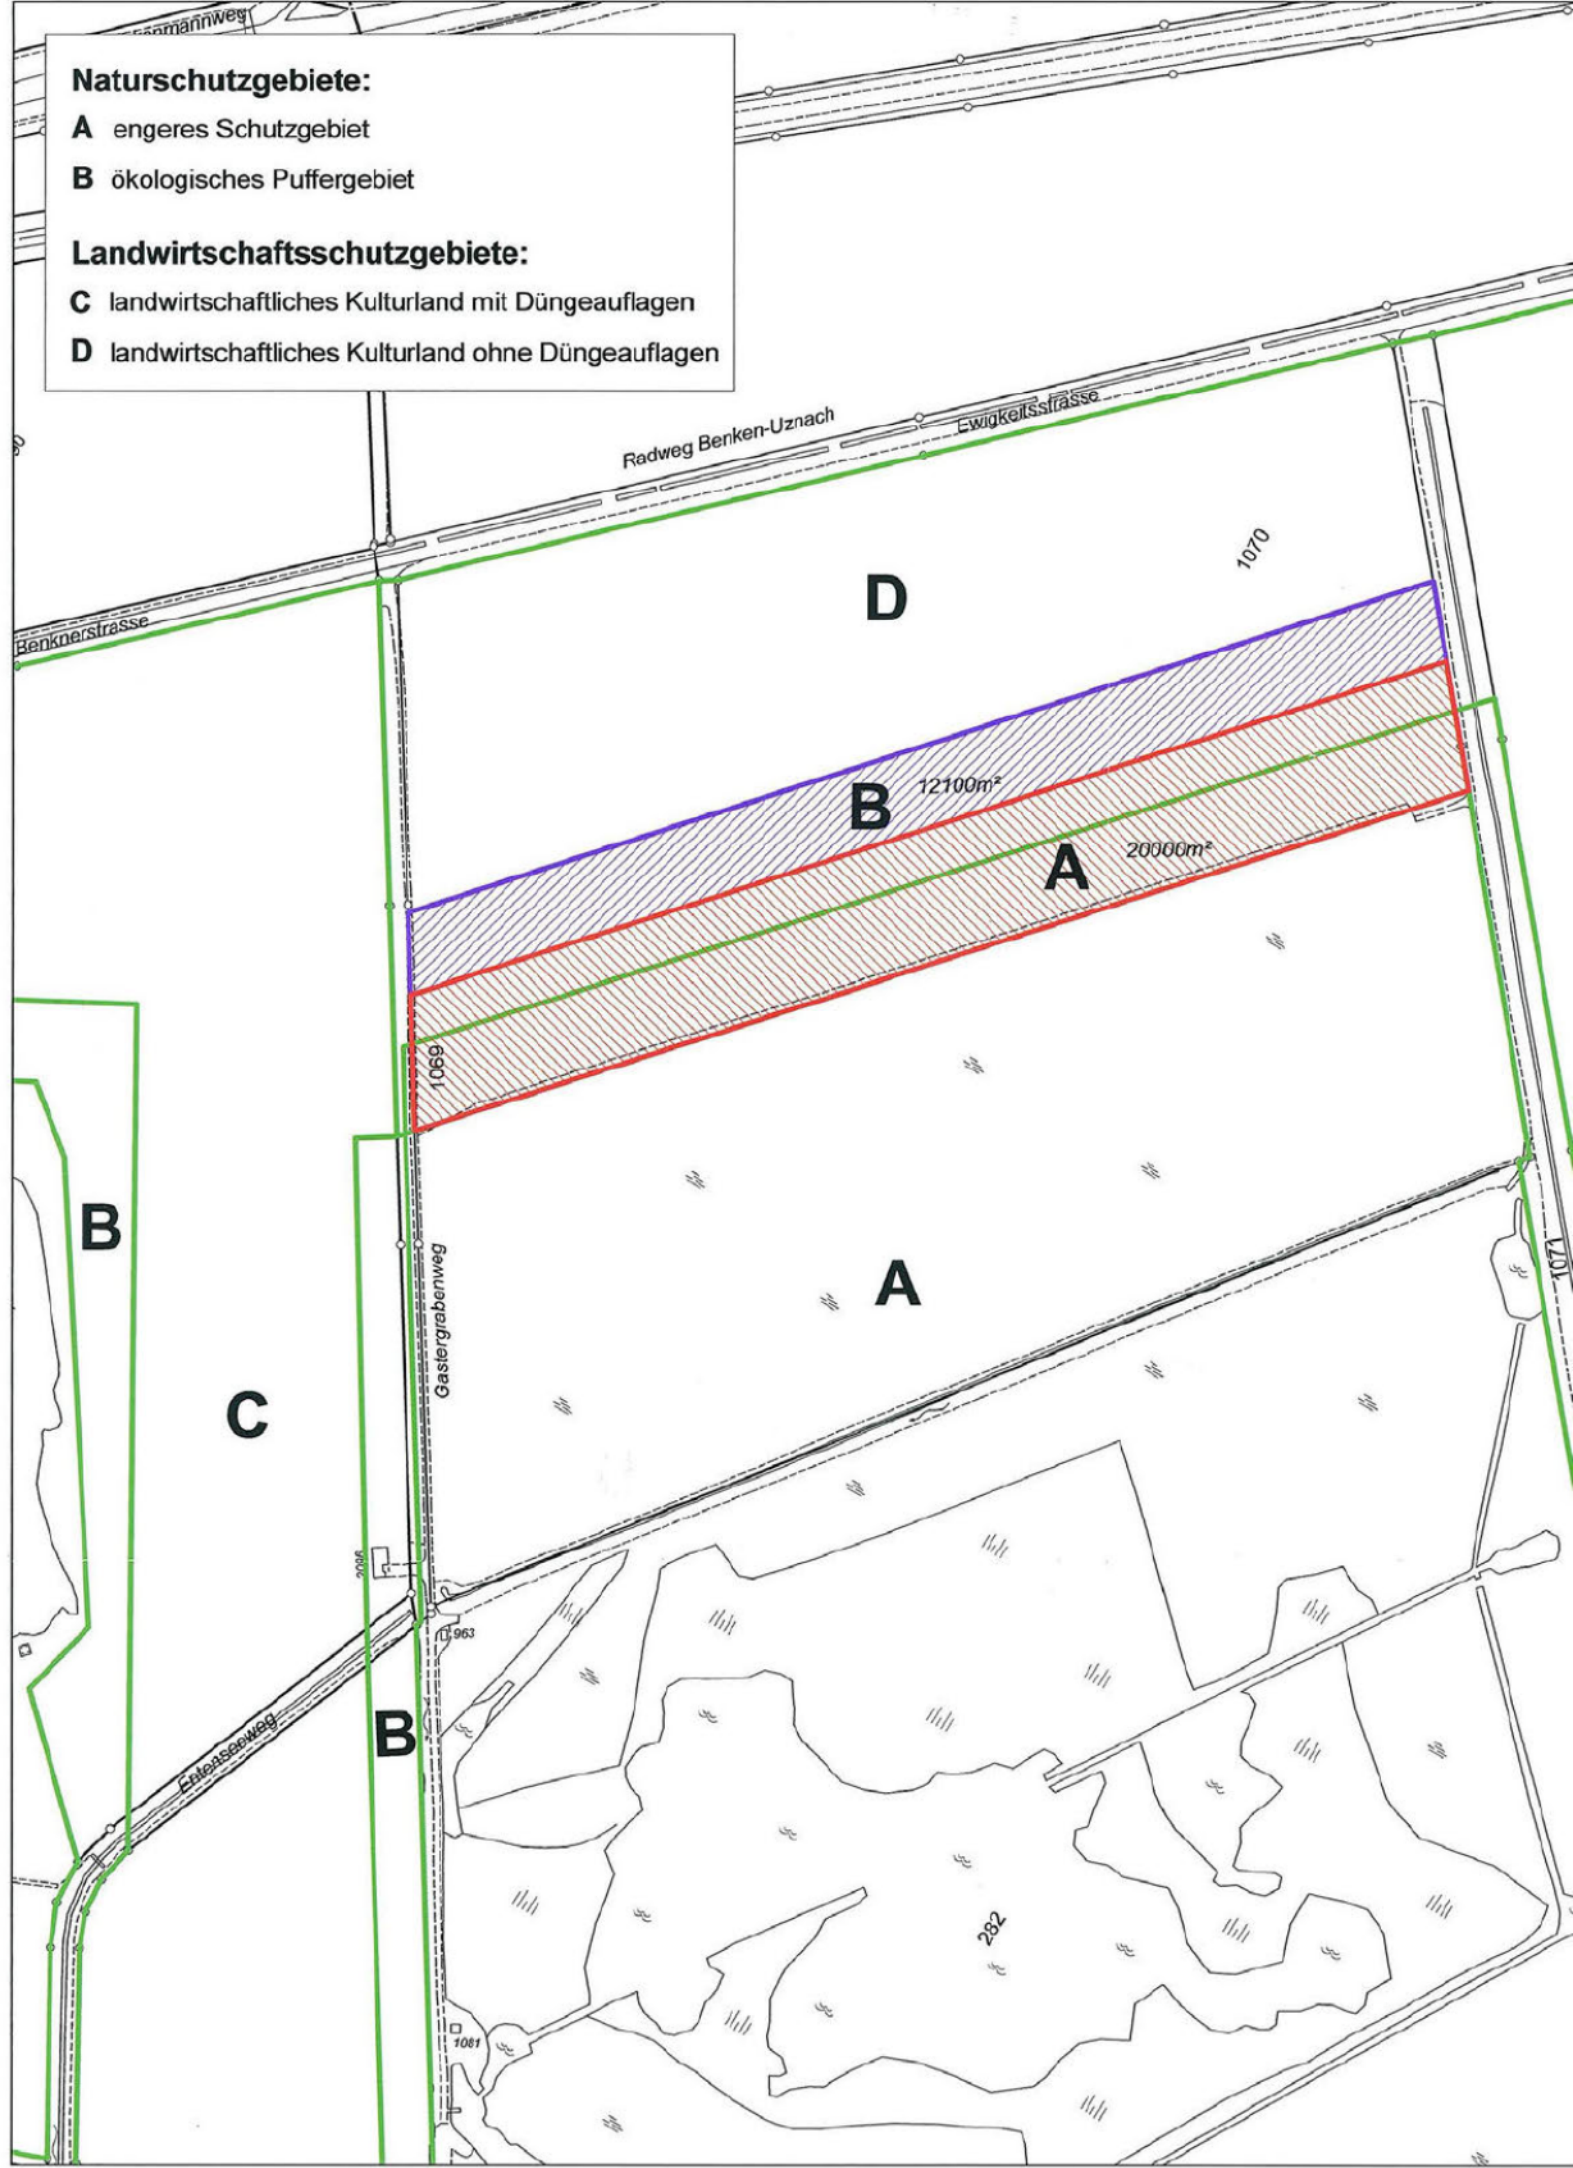 Naturschutzgebiete:
A engeres Schutzgebiet
B ökologisches Puffergebiet
Landwirtschaftsschutzgebiete:
C landwirtschaftliches Kulturland mit Düngeauflagen
D landwirtschaftliches Kulturland ohne Düngeauflagen
Radweg Benken-Uznach
Ewigkeitsstrasse
Benknerstrasse
1070
D
B
12100m²
A
20000m²
1069
B
A
1071
Gastergrabenweg
C
2096
963
B
Entenseeweg
282
1081